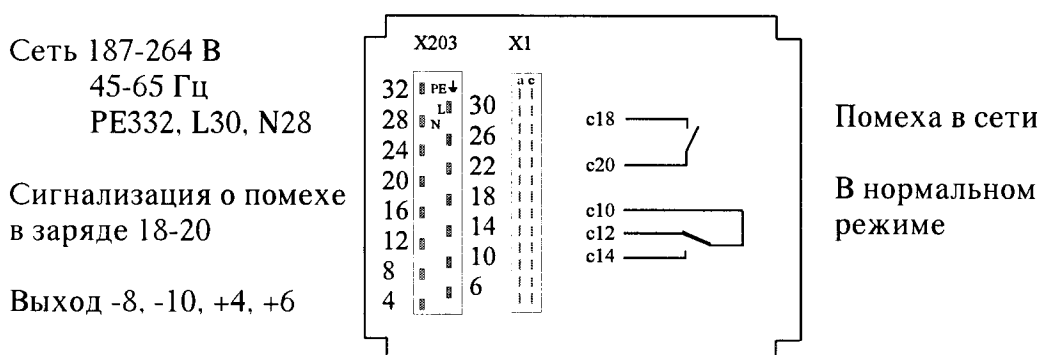 Сеть 187-264 В
45-65 Гц
PE332, L30, N28
Сигнализация о помехе
в заряде 18-20
Выход -8, -10, +4, +6
X203 X1
a c
32 PE
L 30
28 N
26
24
22
20
18
16
14
12
10
8
6
4
c18
c20
c10
c12
c14
Помеха в сети
В нормальном
режиме